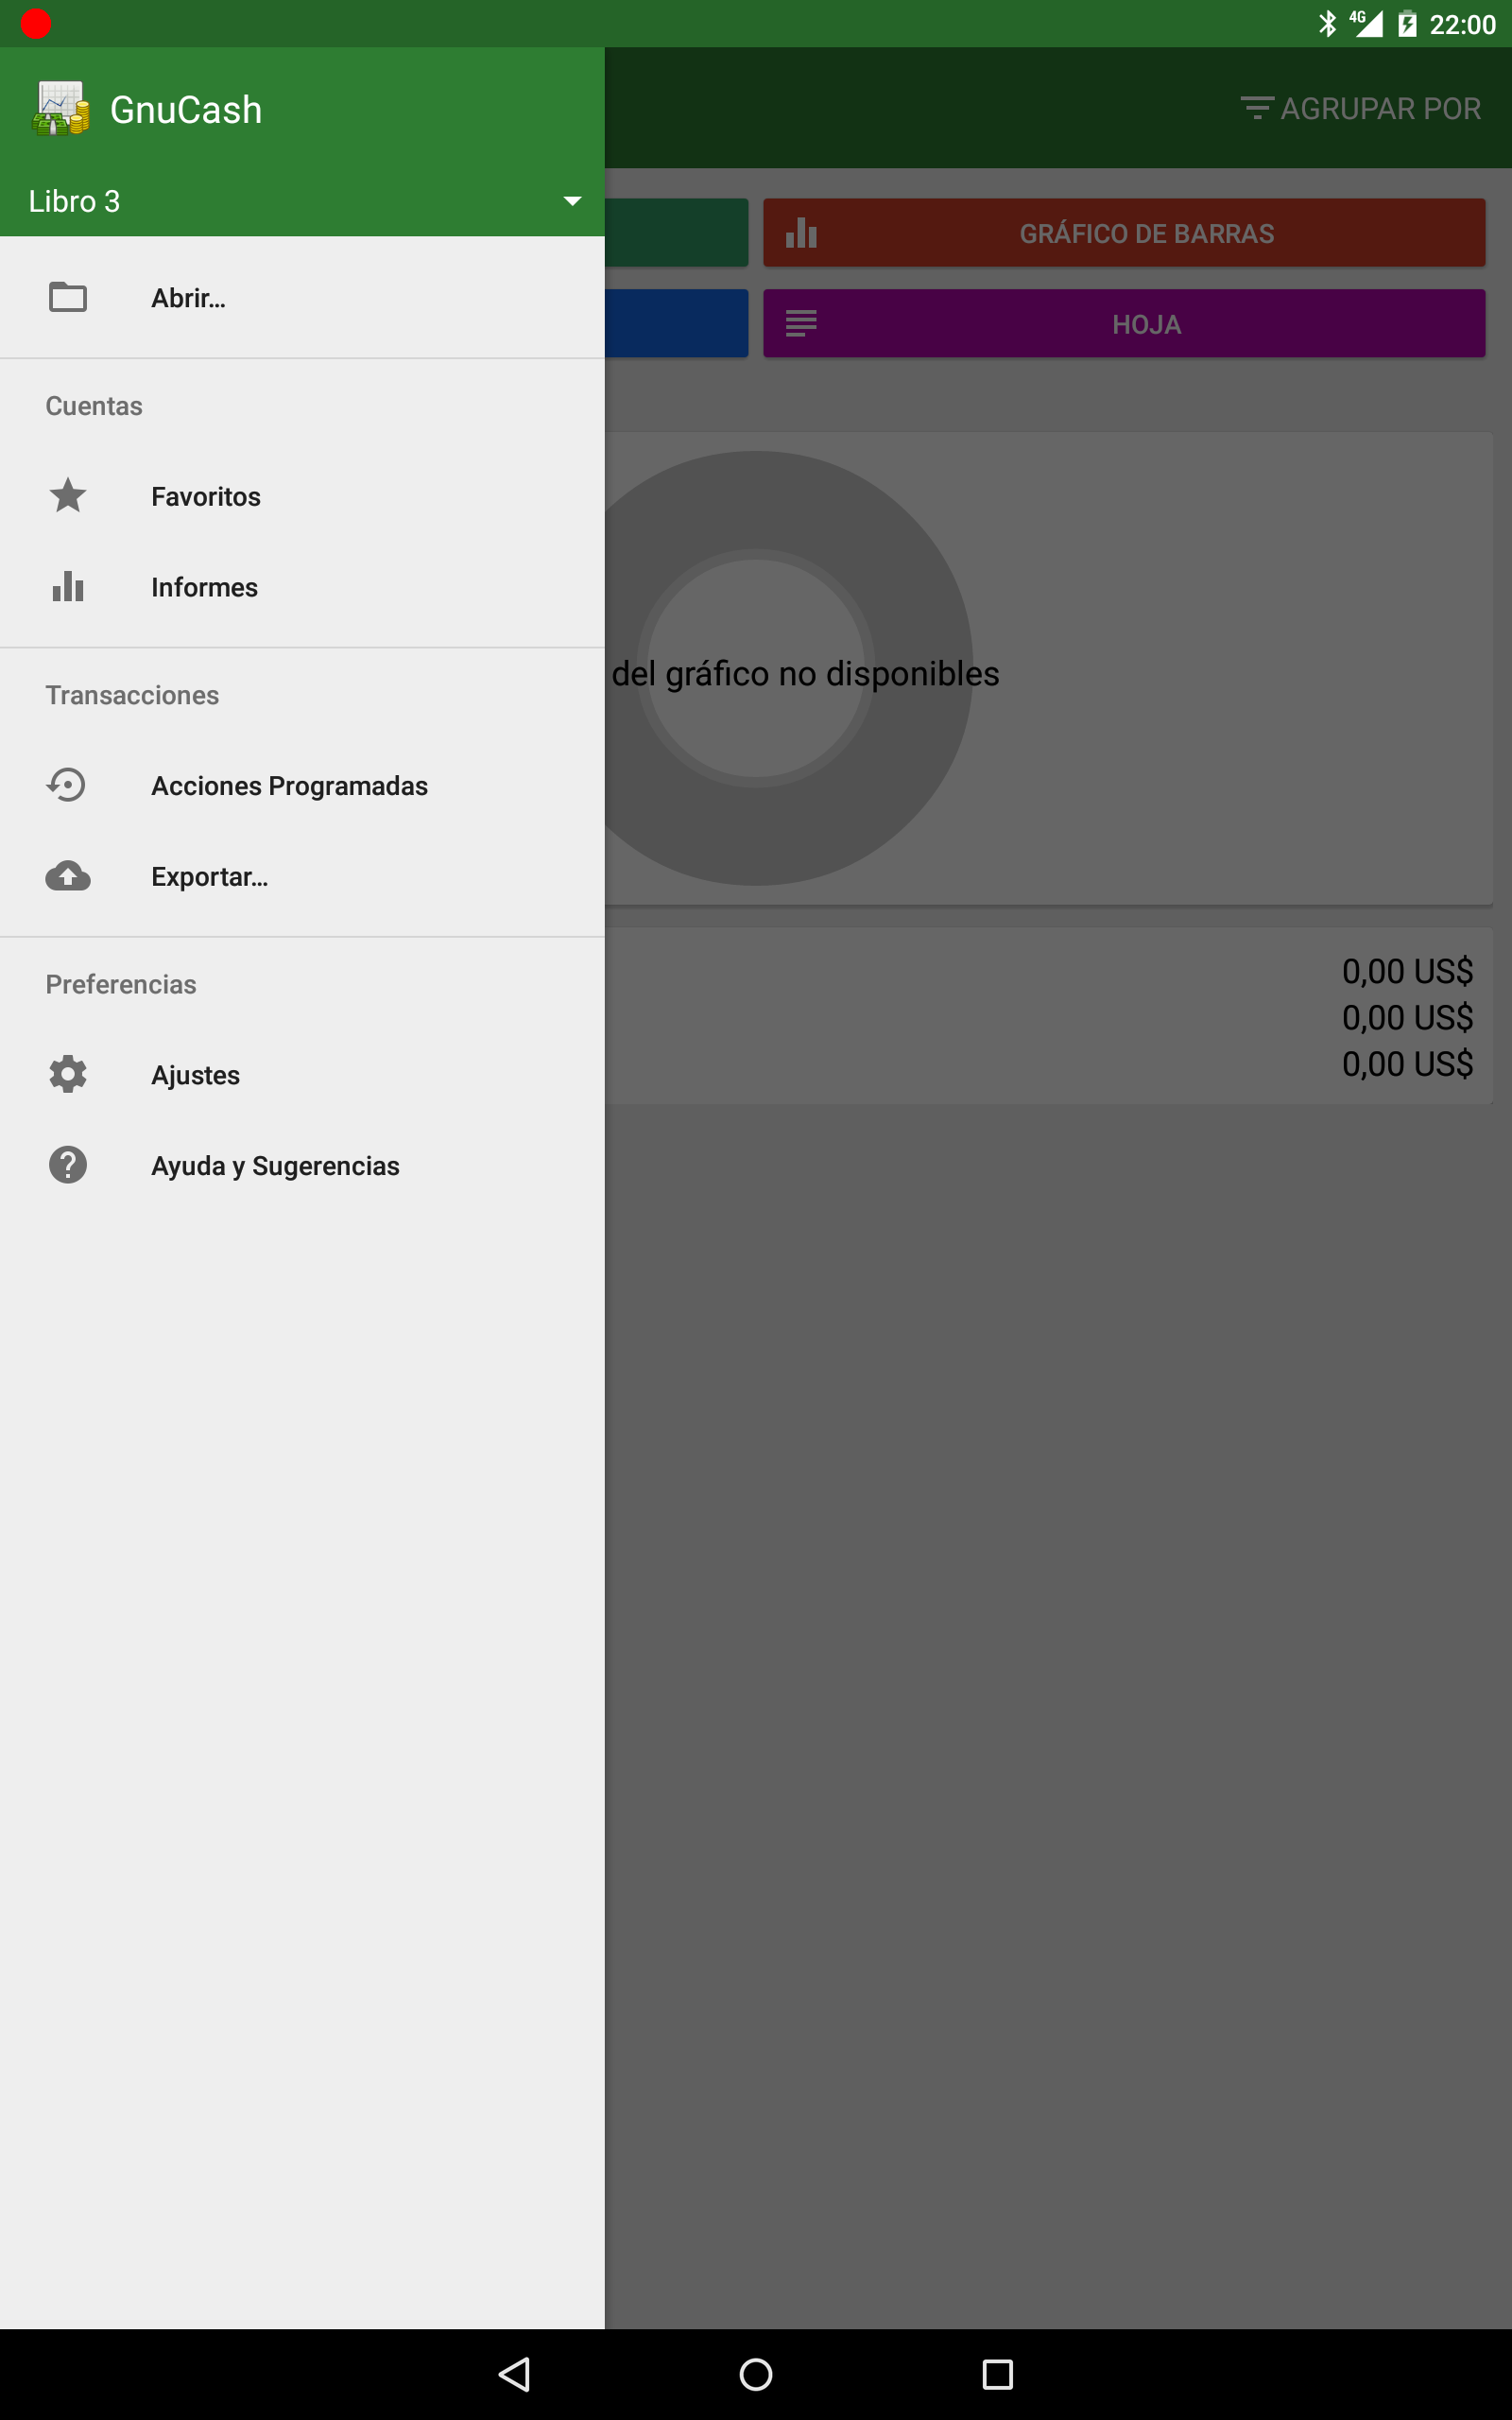 4G 22:00
GnuCash
AGRUPAR POR
Libro 3
GRÁFICO DE BARRAS
HOJA
Abrir...
Cuentas
Favoritos
Informes
del gráfico no disponibles
Transacciones
Acciones Programadas
Exportar...
0,00 US$
0,00 US$
0,00 US$
Preferencias
Ajustes
Ayuda y Sugerencias